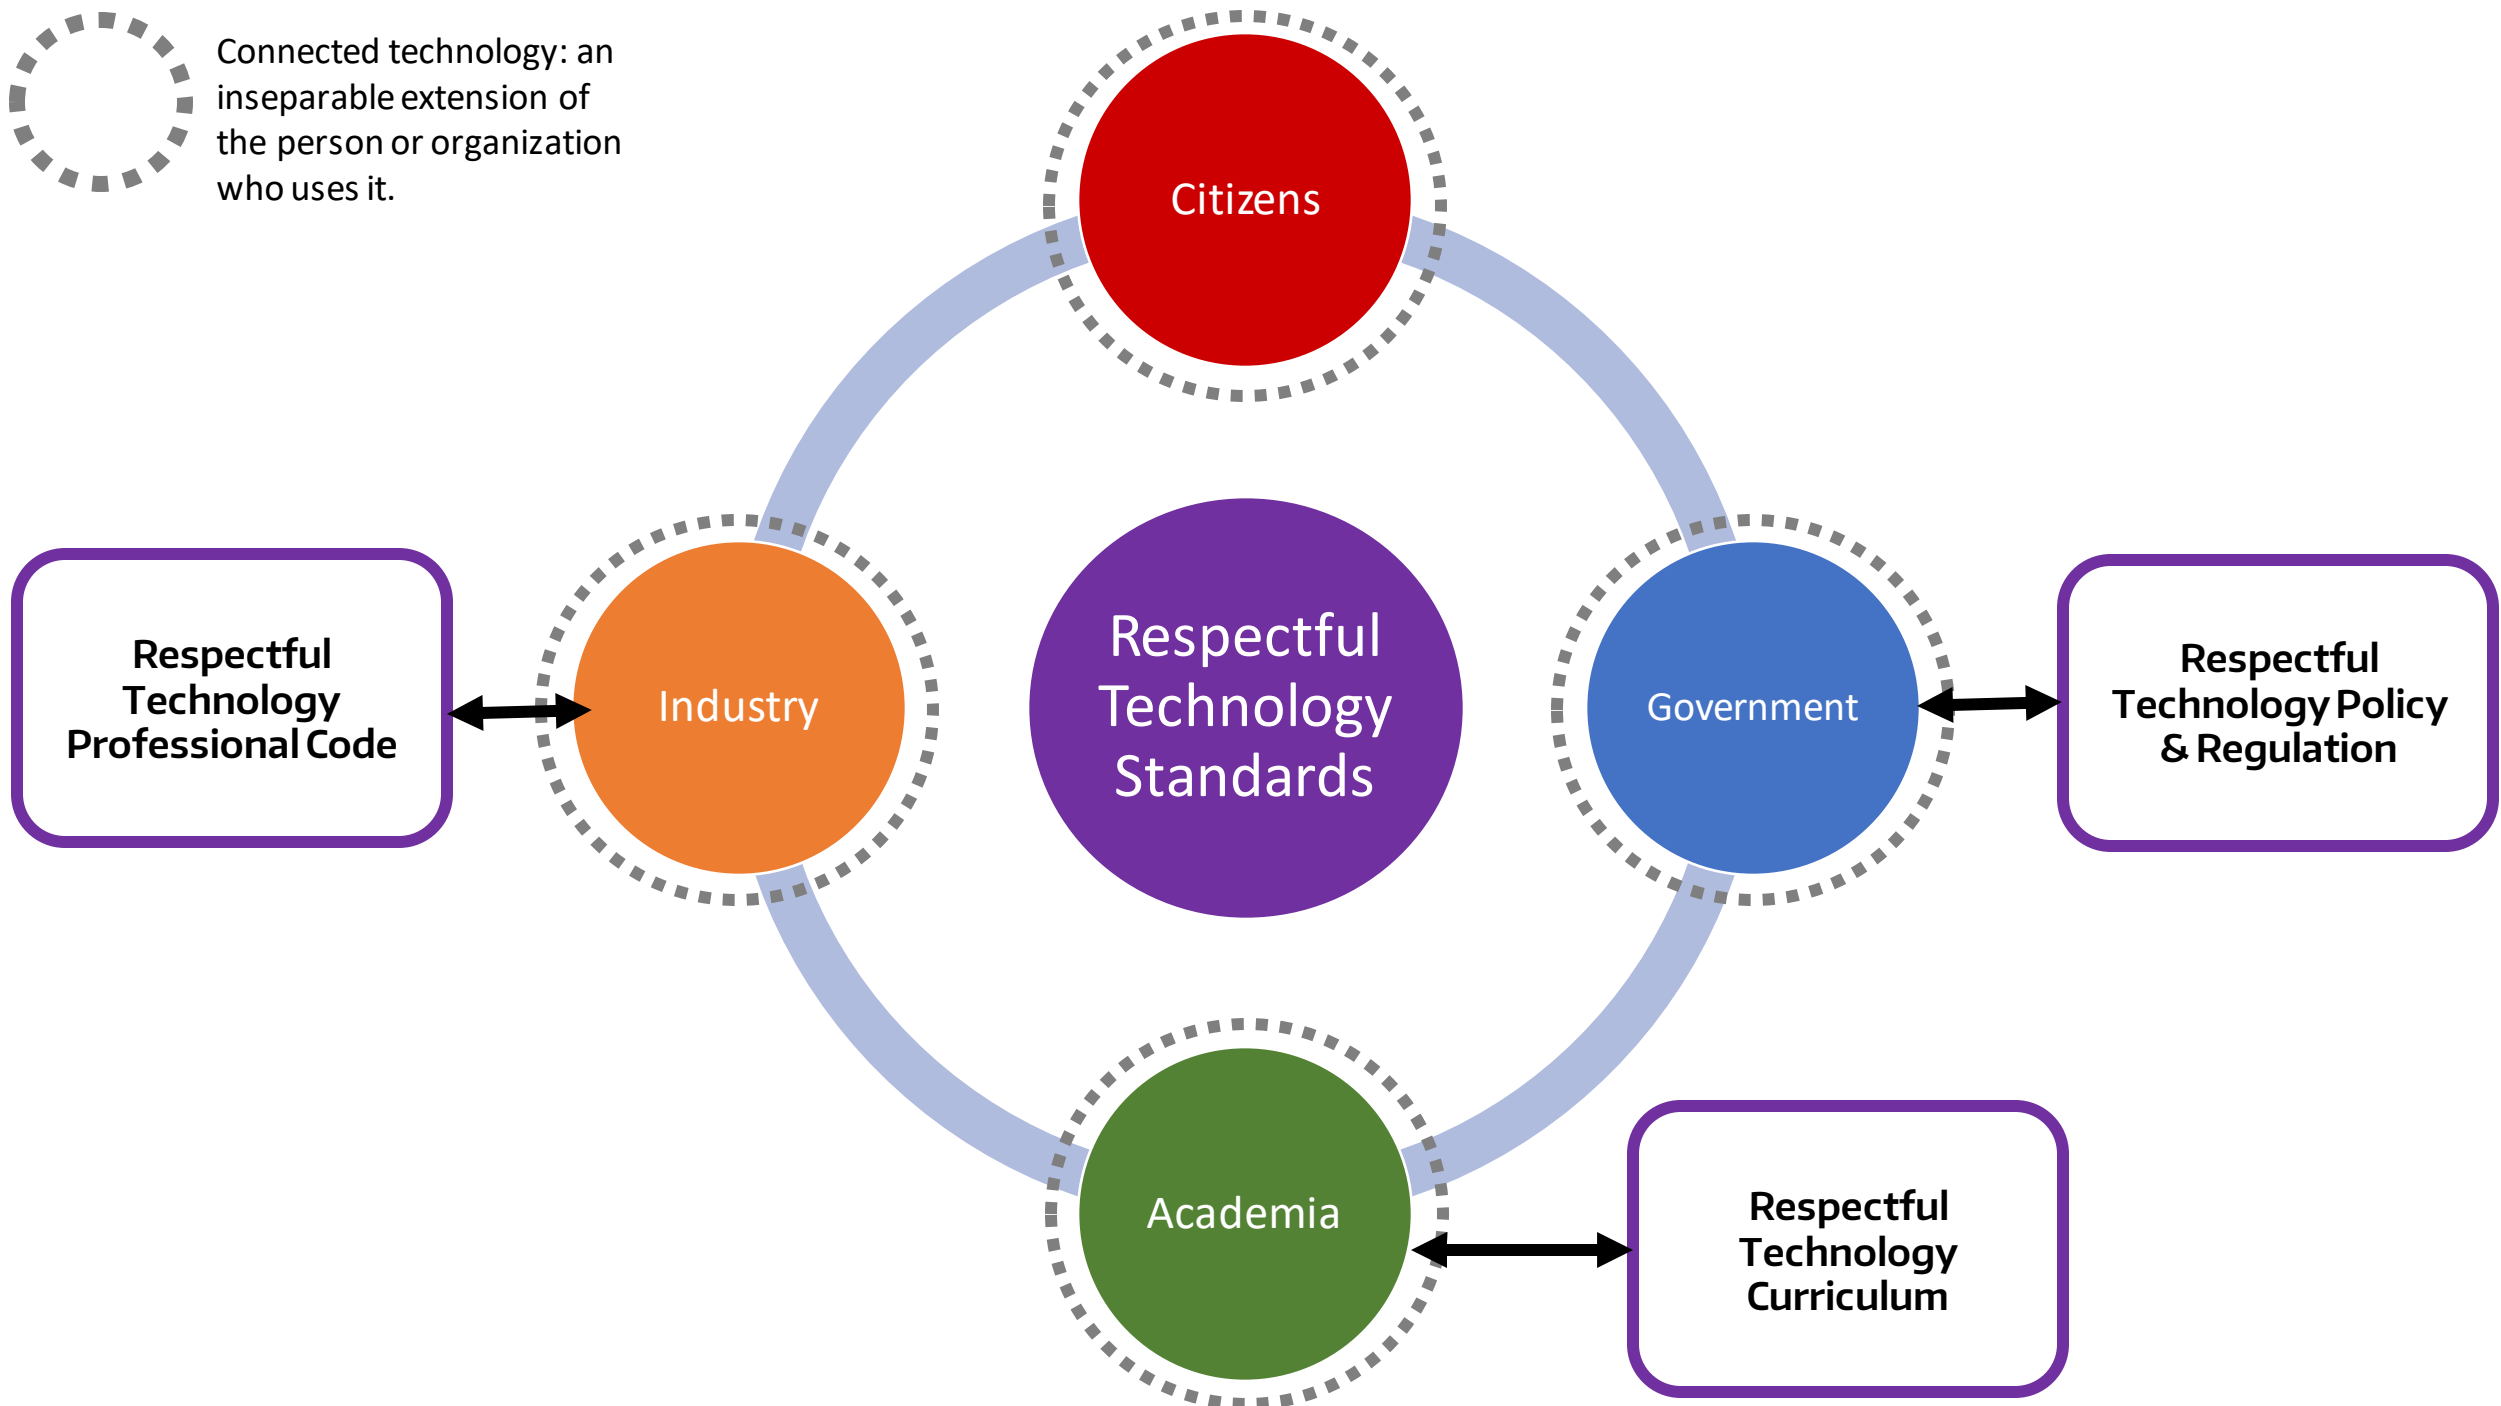 Connected technology: an
inseparable extension of
the person or organization
who uses it.
Citizens
Respectful
Technology
Professional Code
Industry
Respectful
Technology
Standards
Government
Respectful
Technology Policy
& Regulation
Academia
Respectful
Technology
Curriculum